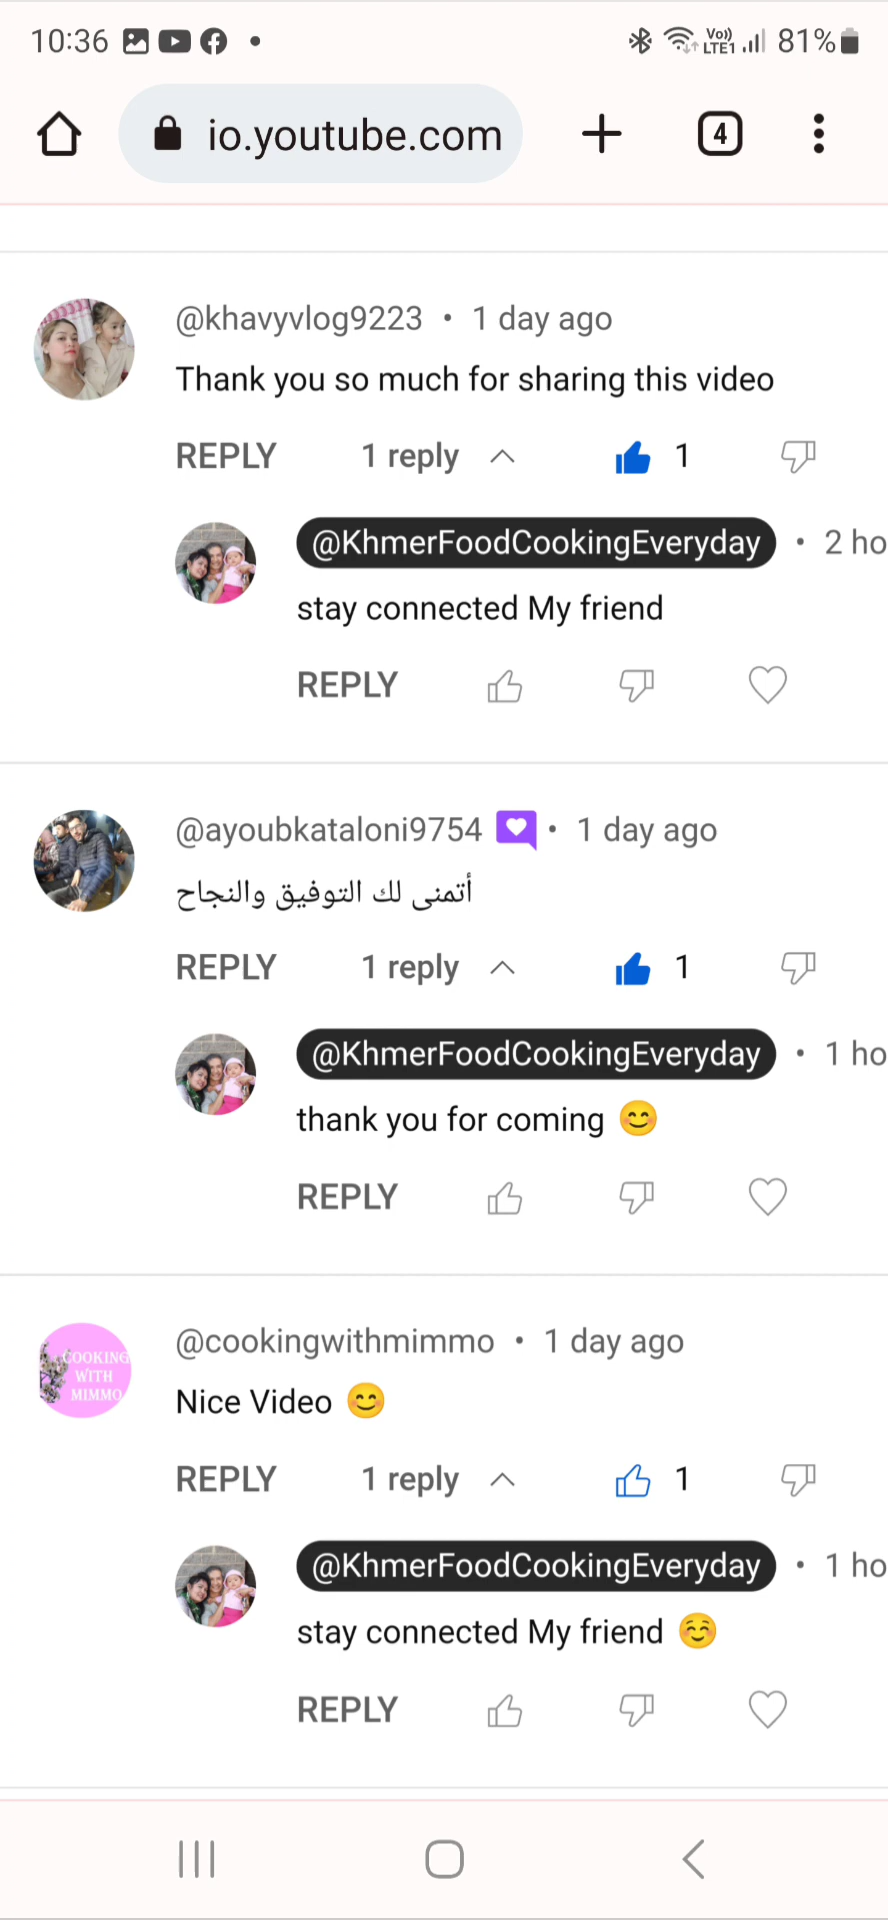 10:36
Vo)) LTE1 81%
io.youtube.com
4
@khavyvlog9223 • 1 day ago
Thank you so much for sharing this video
REPLY 1 reply 1
@KhmerFoodCookingEveryday • 2 ho
stay connected My friend
REPLY
@ayoubkataloni9754 • 1 day ago
أتمنى لك التوفيق والنجاح
REPLY 1 reply 1
@KhmerFoodCookingEveryday • 1 ho
thank you for coming 😊
REPLY
COOKING
WITH
MIMMO
@cookingwithmimmo • 1 day ago
Nice Video 😊
REPLY 1 reply 1
@KhmerFoodCookingEveryday • 1 ho
stay connected My friend ☺️
REPLY